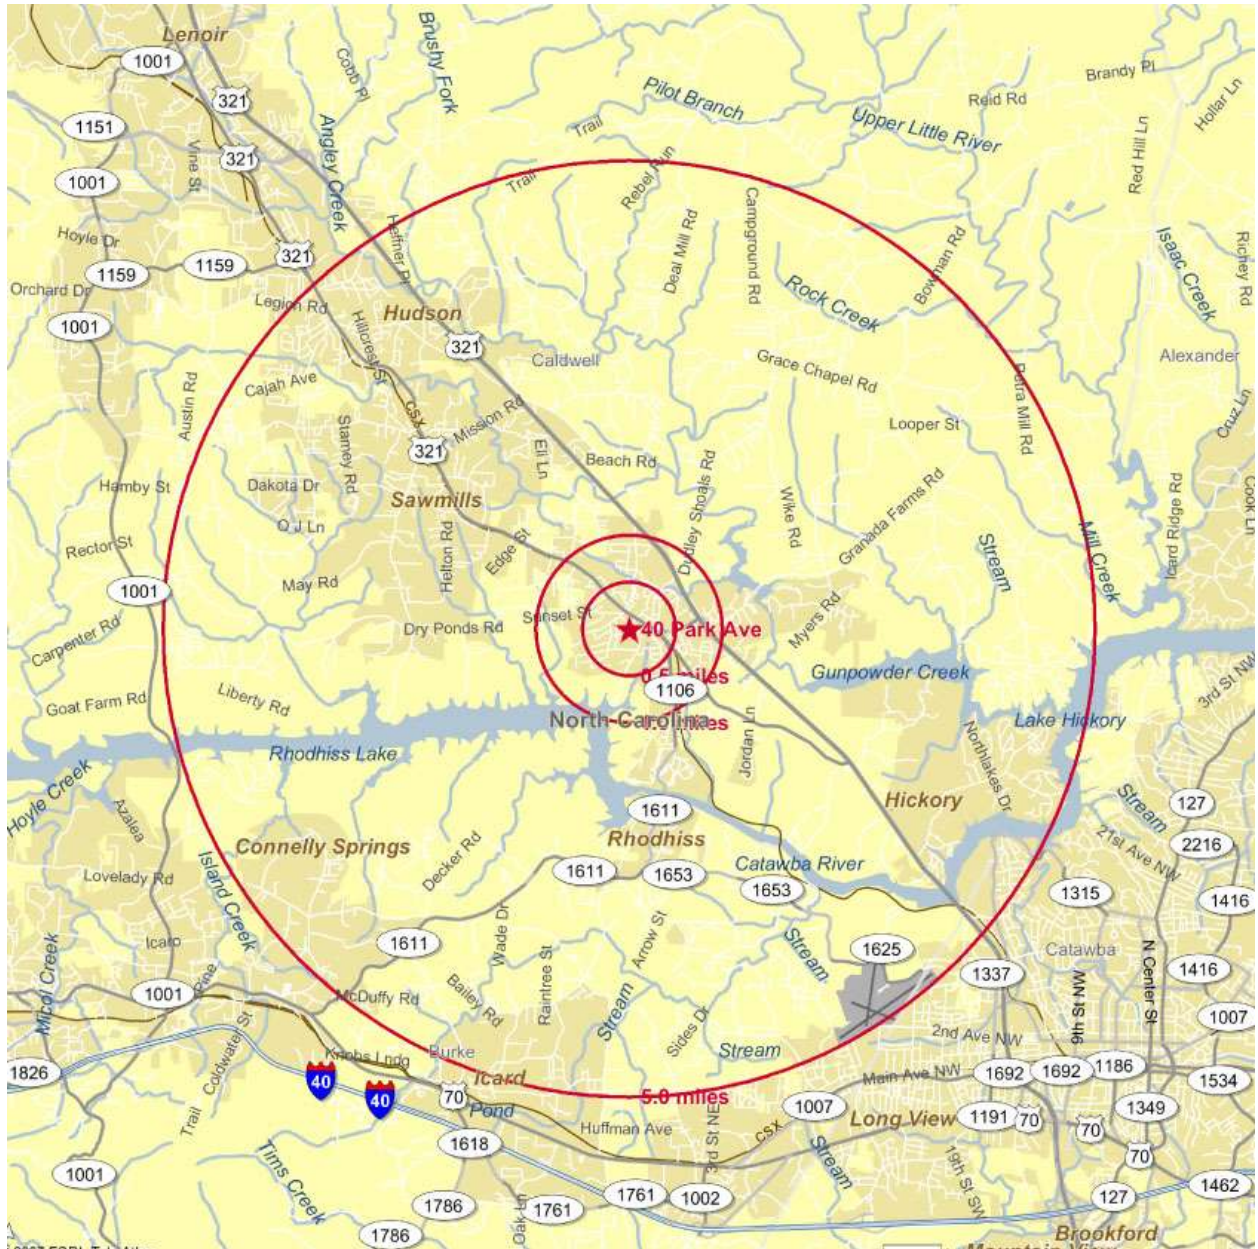 Lenoir
1001
Cobb Pl
Brushy Fork
Pilot Branch
Reid Rd
Brandy Pl
Hollar Ln
321
1151
Trail
Upper Little River
Angley Creek
Vine St
321
Red Hill Ln
1001
Trail
Rebel Run
Campground Rd
Deal Mill Rd
Heffner Pl
Hoyle Dr
321
Bowman Rd
Isaac Creek
Richey Rd
1159
1159
Orchard Dr
Legion Rd
Rock Creek
1001
Hudson
Hillcrest St
321
Caldwell
Grace Chapel Rd
Alexander
Petra Mill Rd
Cajah Ave
Austin Rd
CSX
Mission Rd
Looper St
Cruz Ln
321
Stamey Rd
Eli Ln
Beach Rd
Dudley Shoals Rd
Hamby St
Dakota Dr
Sawmills
Wike Rd
Granada Farms Rd
Icard Ridge Rd
Cook Ln
O J Ln
Rector St
Helton Rd
Edge St
Stream
Mill Creek
1001
May Rd
Carpenter Rd
Dry Ponds Rd
Sunset St
40 Park Ave
Myers Rd
0.5 miles
Gunpowder Creek
3rd St NW
Goat Farm Rd
Liberty Rd
1106
North Carolina
Lake Hickory
Rhodhiss Lake
Jordan Ln
Northlakes Dr
Hoyle Creek
Azalea
1611
Hickory
Stream
127
Rhodhiss
21st Ave NW
2216
Connelly Springs
Decker Rd
Catawba River
Lovelady Rd
Island Creek
1611
1653
1653
1315
1416
Icaro
1611
Wade Dr
Arrow St
Stream
1625
Catawba
N Center St
Micol Creek
1001
Pine
McDuffy Rd
Bailey Rd
Raintree St
1337
1416
9th St NW
1007
Coldwater St
Stream
Sides Dr
2nd Ave NW
Knobs Lndg
Burke
Stream
1826
40
Icard
Main Ave NW
1692
1692
1186
1534
40
70
Pond
5.0 miles
1007
1191
70
1349
Trail
Huffman Ave
Long View
70
1618
3rd St NE
CSX
70
Tims Creek
Stream
19th St SW
1001
1786
1761
1761
1002
127
1462
Oak Ln
1786
Brookford
Mountain View